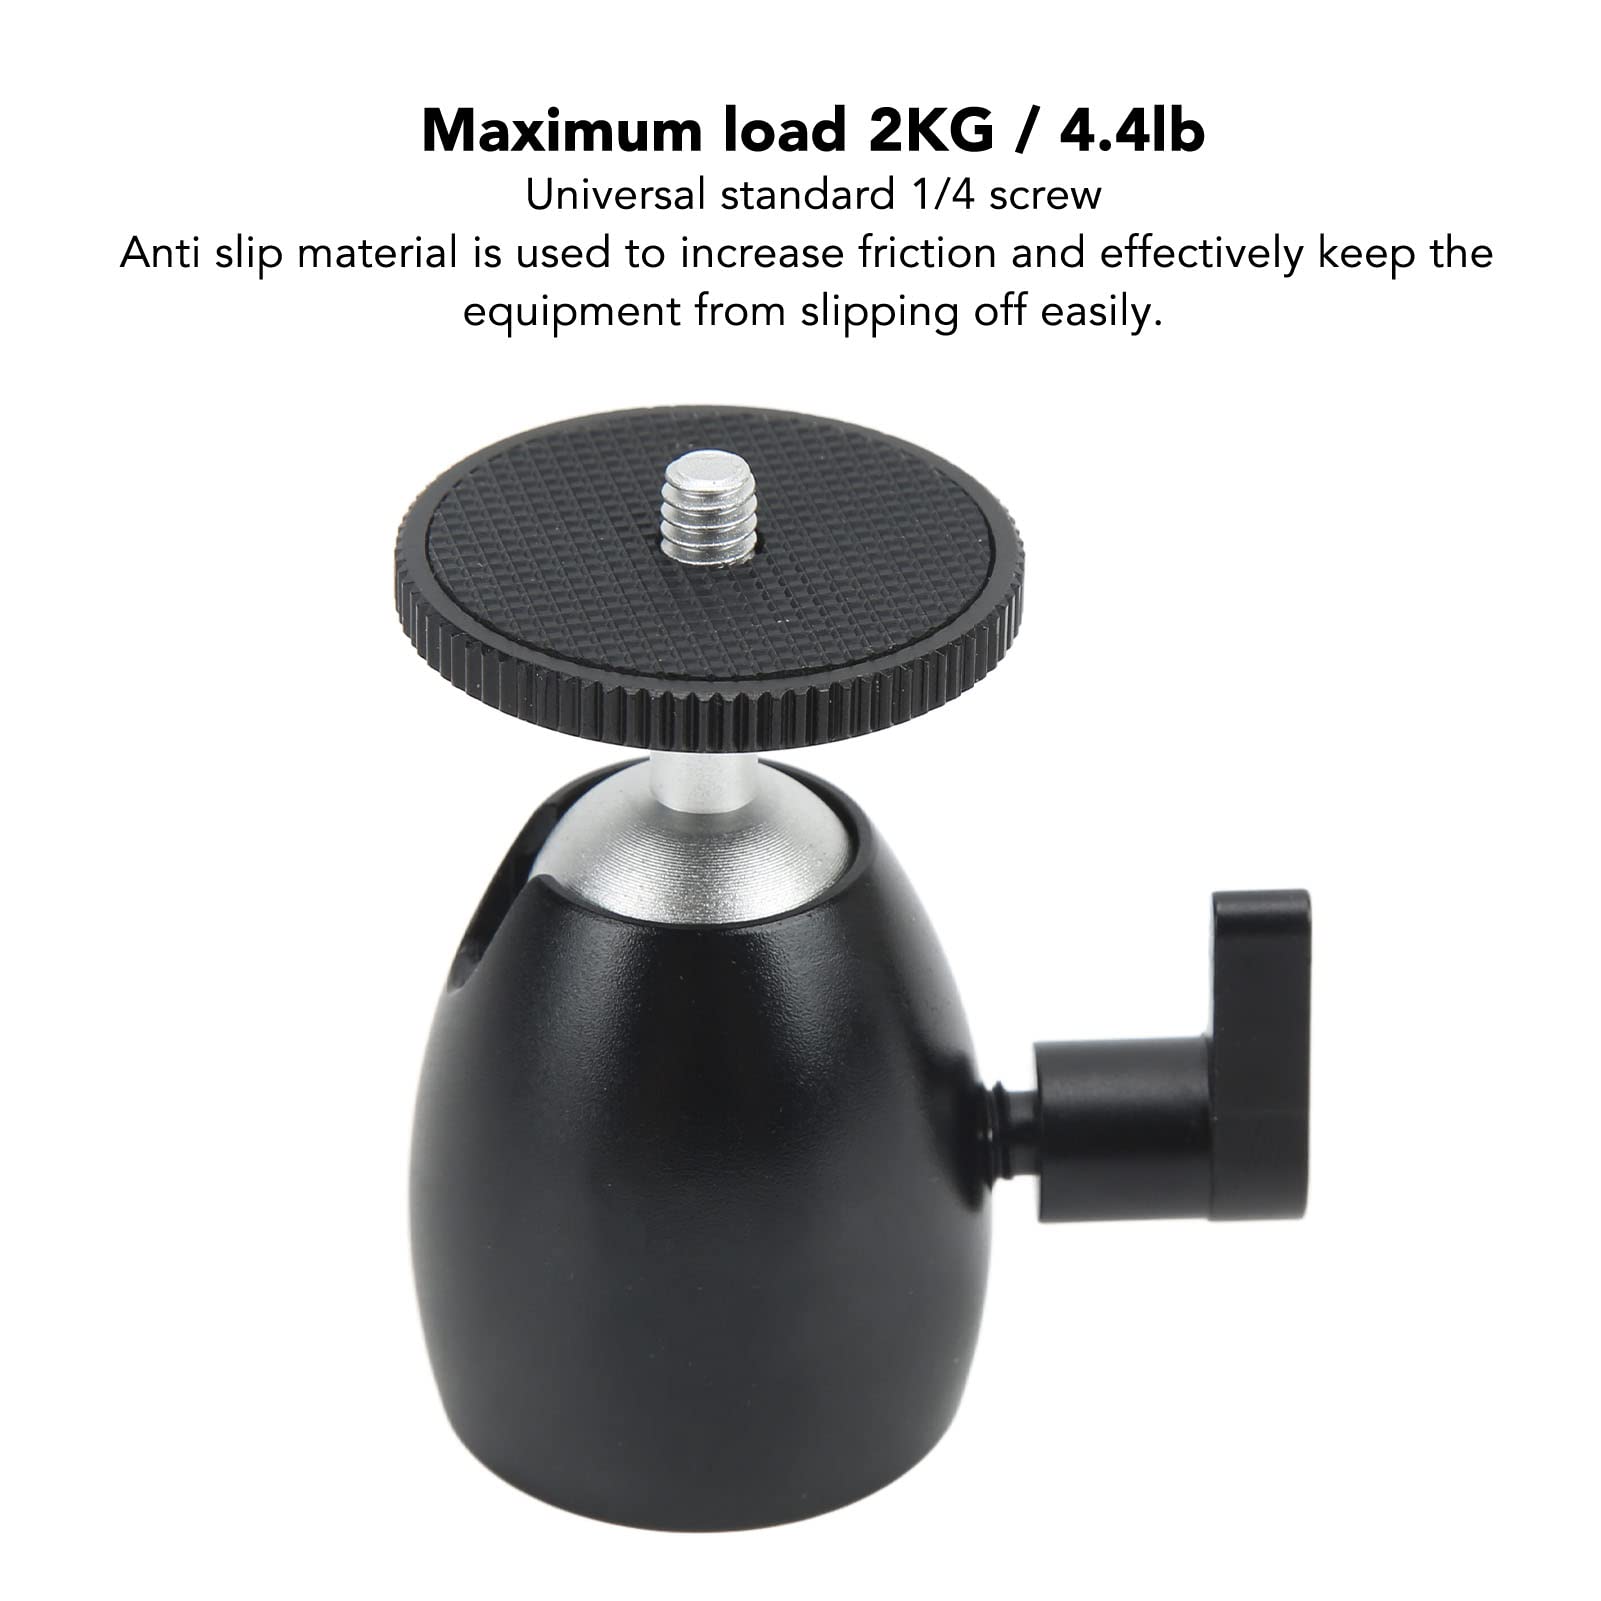 Maximum load 2KG / 4.4lb
Universal standard 1/4 screw
Anti slip material is used to increase friction and effectively keep the
equipment from slipping off easily.